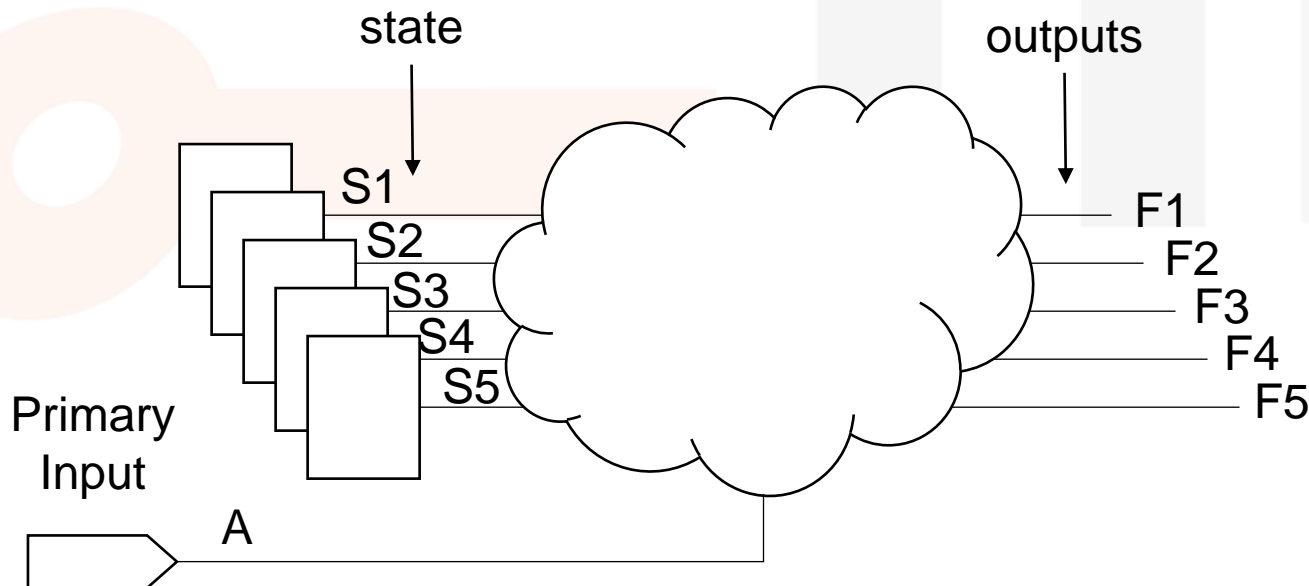 state
outputs
S1
F1
S2
F2
S3
F3
S4
F4
S5
F5
Primary
Input
A